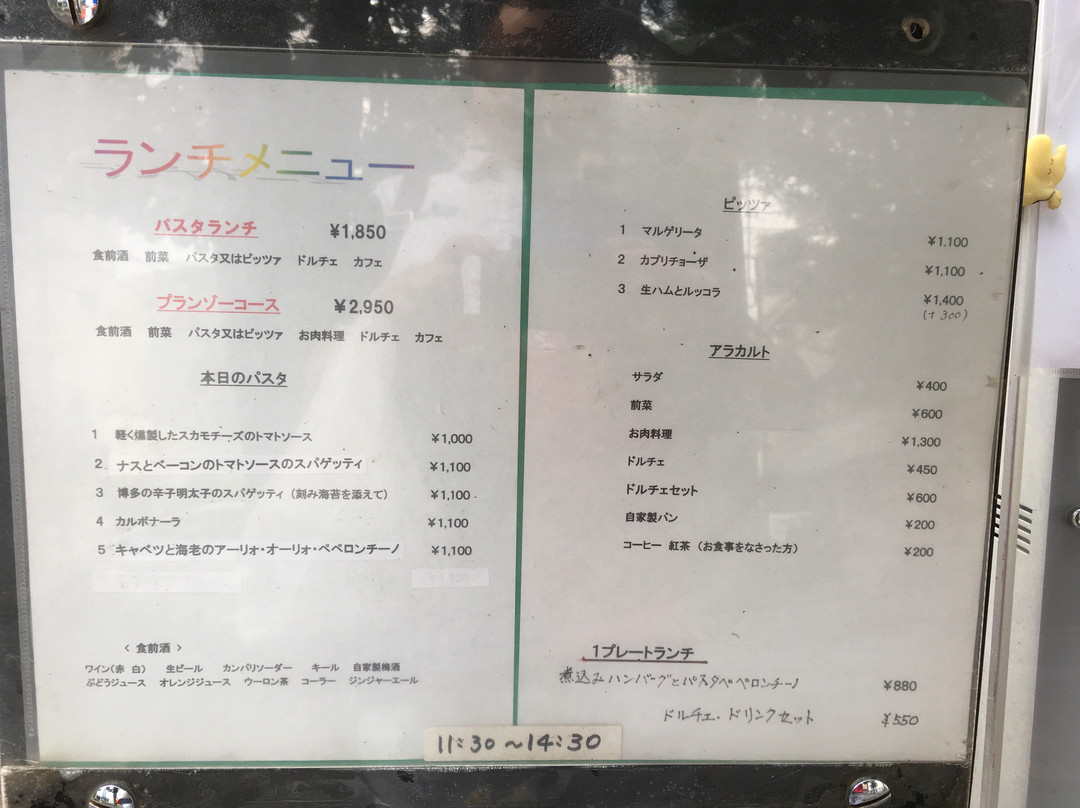 ランチメニュー
パスタランチ ¥1,850
食前酒 前菜 パスタ又はピッツァ ドルチェ カフェ
プランゾーコース ¥2,950
食前酒 前菜 パスタ又はピッツァ お肉料理 ドルチェ カフェ
本日のパスタ
1 軽く燻製したスカモチーズのトマトソース ¥1,000
2 ナスとベーコンのトマトソースのスパゲッティ ¥1,100
3 博多の辛子明太子のスパゲッティ（刻み海苔を添えて） ¥1,100
4 カルボナーラ ¥1,100
5 キャベツと海老のアーリォ・オーリォ・ペペロンチーノ ¥1,100
< 食前酒 >
ワイン（赤 白） 生ビール カンパリソーダー キール 自家製梅酒
ぶどうジュース オレンジジュース ウーロン茶 コーラー ジンジャーエール
ピッツァ
1 マルゲリータ ¥1.100
2 カプリチョーザ ¥1,100
3 生ハムとルッコラ ¥1,400
(+300)
アラカルト
サラダ ¥400
前菜 ¥600
お肉料理 ¥1,300
ドルチェ ¥450
ドルチェセット ¥600
自家製パン ¥200
コーヒー 紅茶（お食事をなさった方） ¥200
1プレートランチ
煮込みハンバーグとパスタペペロンチーノ ¥880
ドルチェ・ドリンクセット ¥550
11:30～14:30